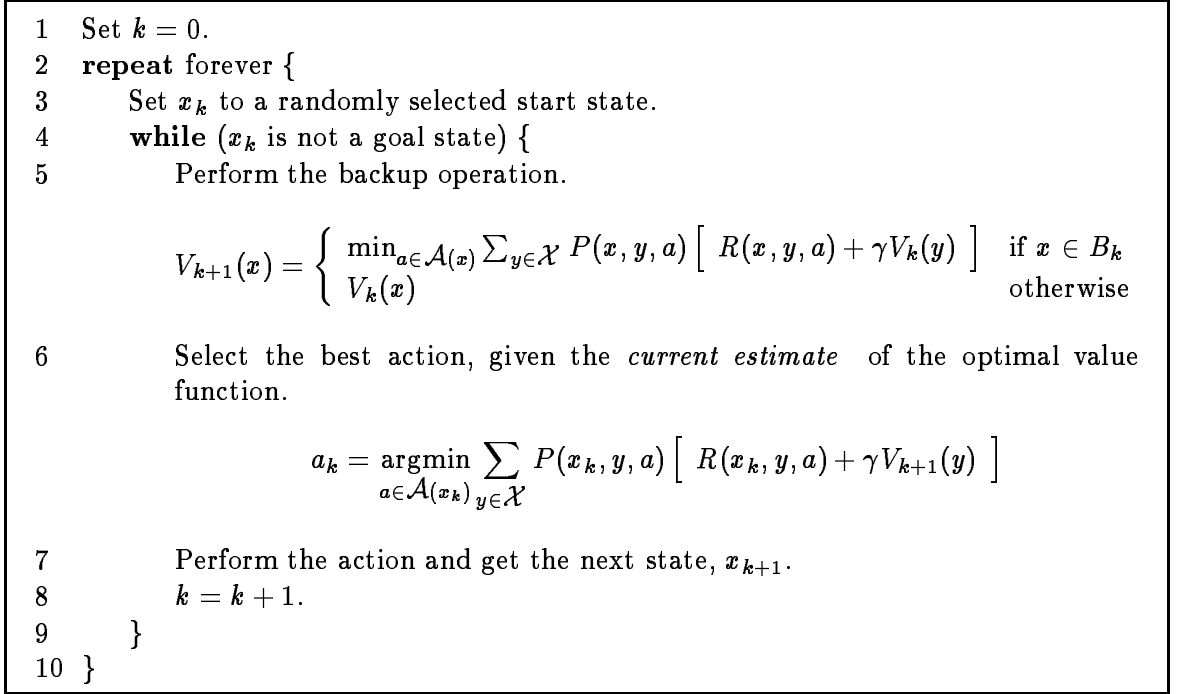 1 Set k = 0.
2 repeat forever {
3 Set x_k to a randomly selected start state.
4 while (x_k is not a goal state) {
5 Perform the backup operation.
V_{k+1}(x) = { min_{a∈𝒜(x)} ∑_{y∈𝒳} P(x, y, a) [ R(x, y, a) + γV_k(y) ] if x ∈ B_k
V_k(x) otherwise
6 Select the best action, given the current estimate of the optimal value
function.
a_k = argmin_{a∈𝒜(x_k)} ∑_{y∈𝒳} P(x_k, y, a) [ R(x_k, y, a) + γV_{k+1}(y) ]
7 Perform the action and get the next state, x_{k+1}.
8 k = k + 1.
9 }
10 }